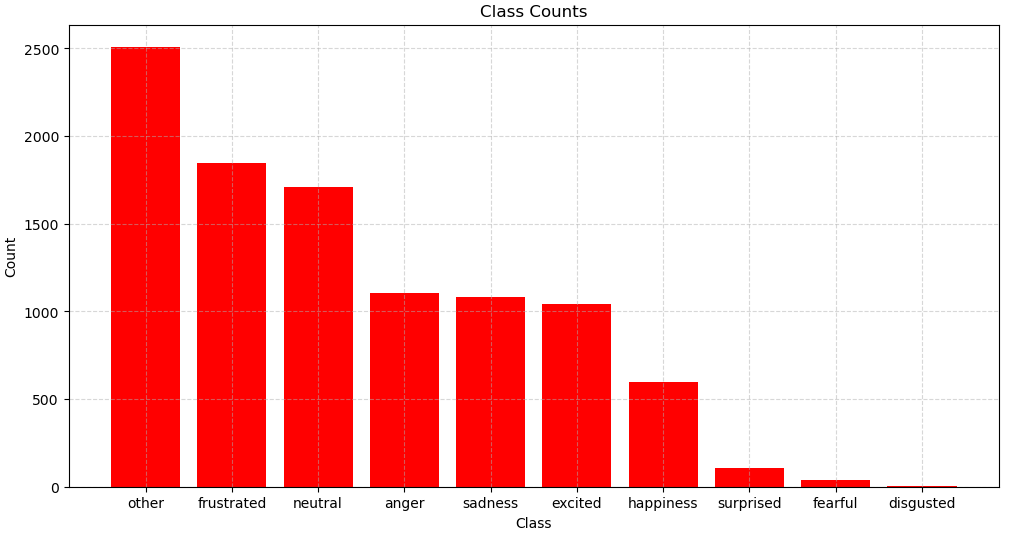 Class Counts
2500
2000
1500
1000
500
0
Count
other frustrated neutral anger sadness excited happiness surprised fearful disgusted
Class